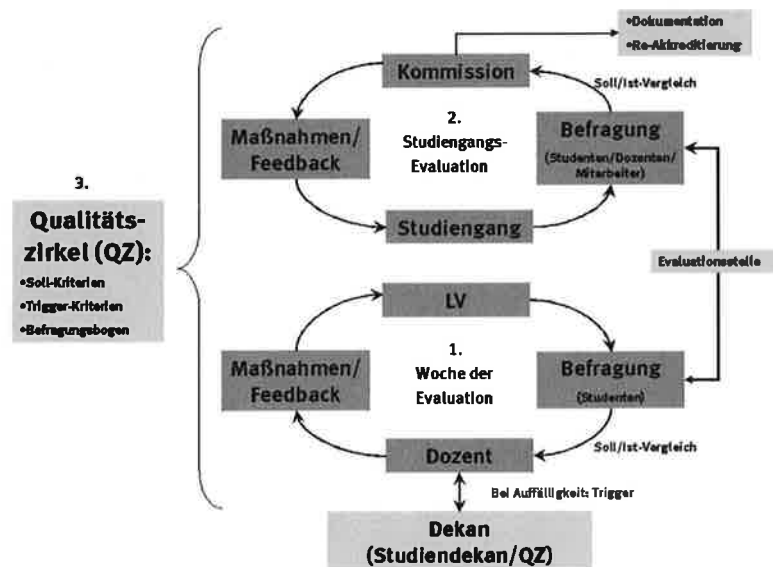 •Dokumentation
•Re-Akkreditierung
Kommission
Soll/Ist-Vergleich
Maßnahmen/
Feedback
2.
Studiengangs-
Evaluation
Befragung
(Studenten/Dozenten/
Mitarbeiter)
Studiengang
3.
Qualitäts-
zirkel (QZ):
•Soll-Kriterien
•Trigger-Kriterien
•Befragungsbogen
Evaluationsstelle
LV
Maßnahmen/
Feedback
1.
Woche der
Evaluation
Befragung
(Studenten)
Dozent
Soll/Ist-Vergleich
Bei Auffälligkeit: Trigger
Dekan
(Studiendekan/QZ)